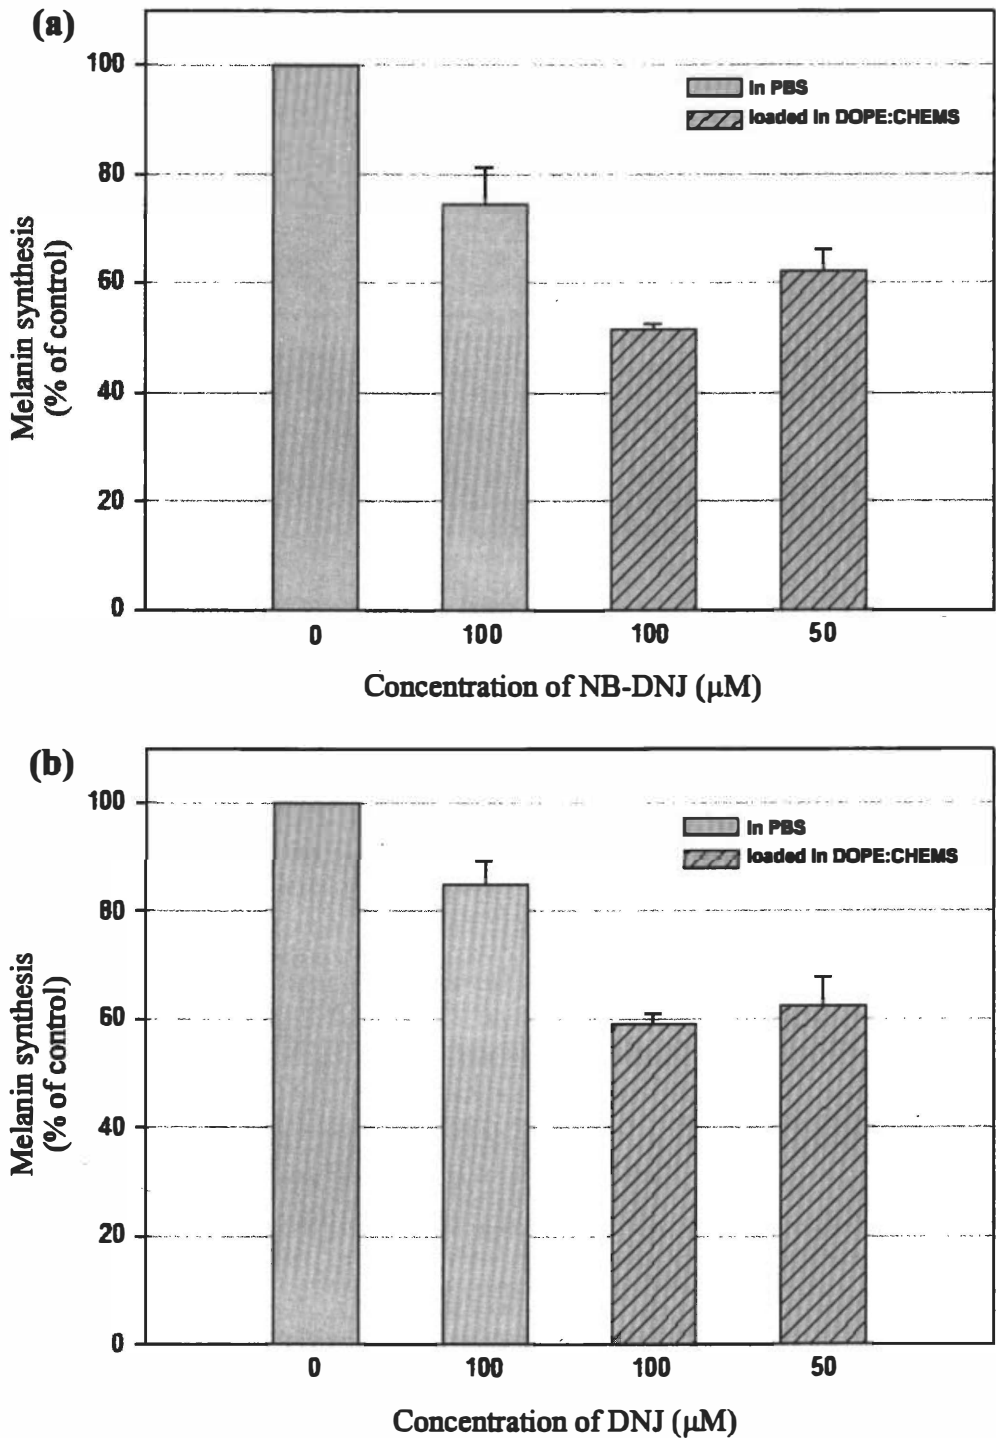 (a)
100
80
60
40
20
0
Melanin synthesis
(% of control)
In PBS
loaded in DOPE:CHEMS
0 100 100 50
Concentration of NB-DNJ (μM)
(b)
100
80
60
40
20
0
Melanin synthesis
(% of control)
In PBS
loaded in DOPE:CHEMS
0 100 100 50
Concentration of DNJ (μM)